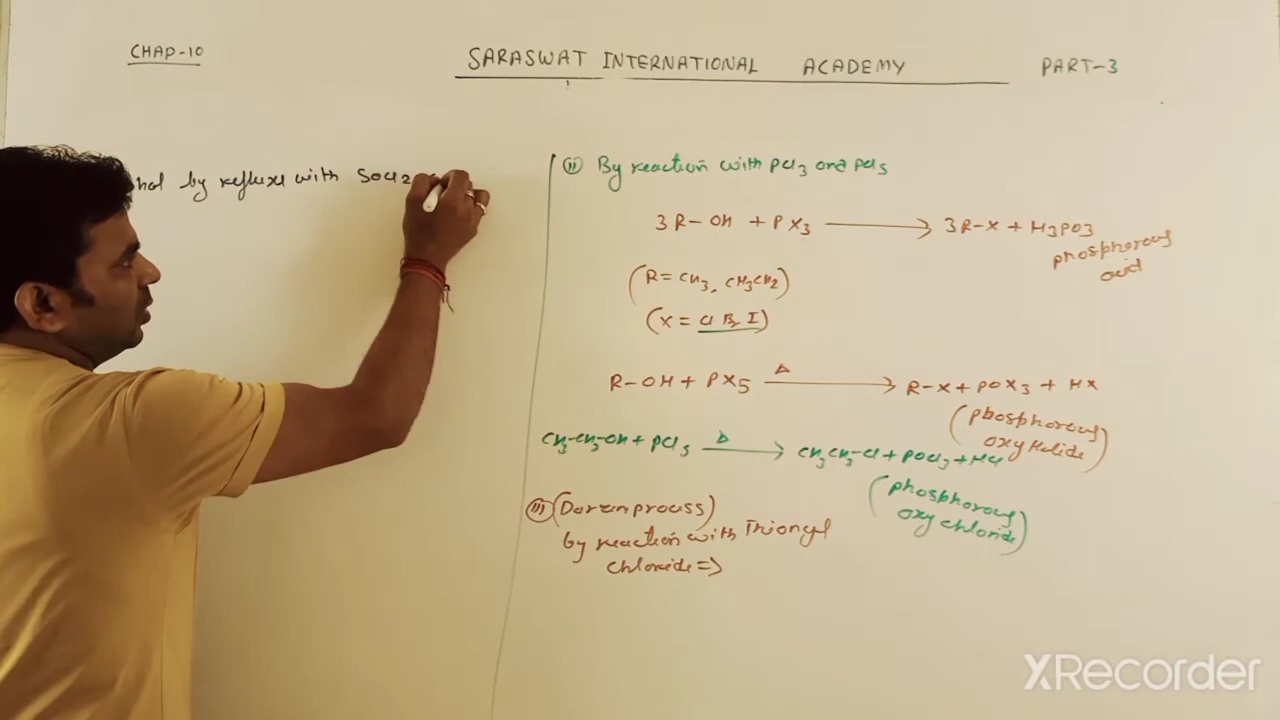 CHAP-10
SARASWAT INTERNATIONAL ACADEMY
PART-3
hol by reflux with SOCl2
(ii) By reaction with PCl3 and PCl5
3R-OH + PX3 → 3R-X + H3PO3
phosphorous
acid
(R = CH3, CH3CH2)
(X = Cl Br I)
R-OH + PX5 Δ → R-X + POX3 + HX
(phosphorous
oxy Halide)
CH3-CH2-OH + PCl5 Δ → CH3CH2-Cl + POCl3 + HCl
(phosphorous
oxy chloride)
(iii) (Darzen process)
by reaction with Thionyl
chloride ⇒
XRecorder